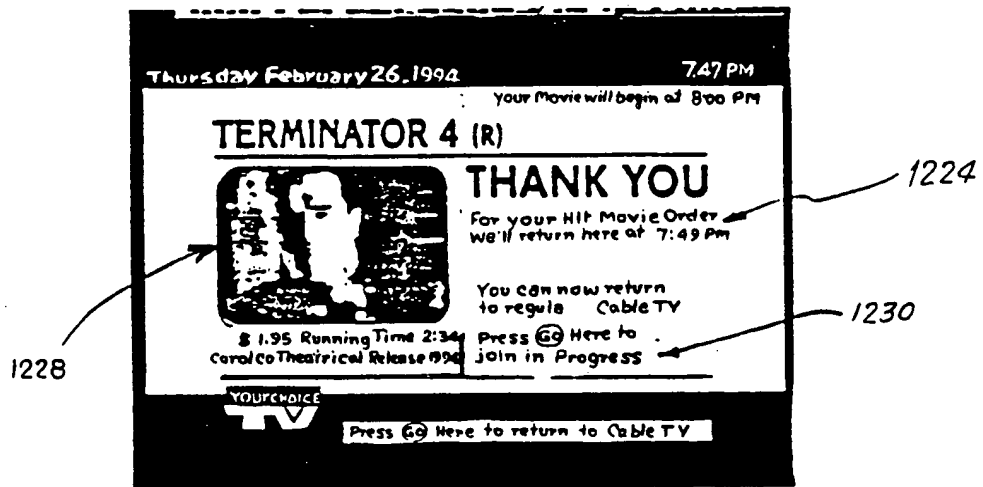 Thursday February 26, 1994
7:47 PM
Your Movie will begin at 8:00 PM
TERMINATOR 4 (R)
THANK YOU
For your Hit Movie Order
We'll return here at 7:49 Pm
1224
1228
You can now return
to regula Cable TV
$ 1.95 Running Time 2:34
Carolco Theatrical Release 1990
Press Go Here to
join in Progress
1230
YOUR CHOICE
TV
Press Go Here to return to Cable TV